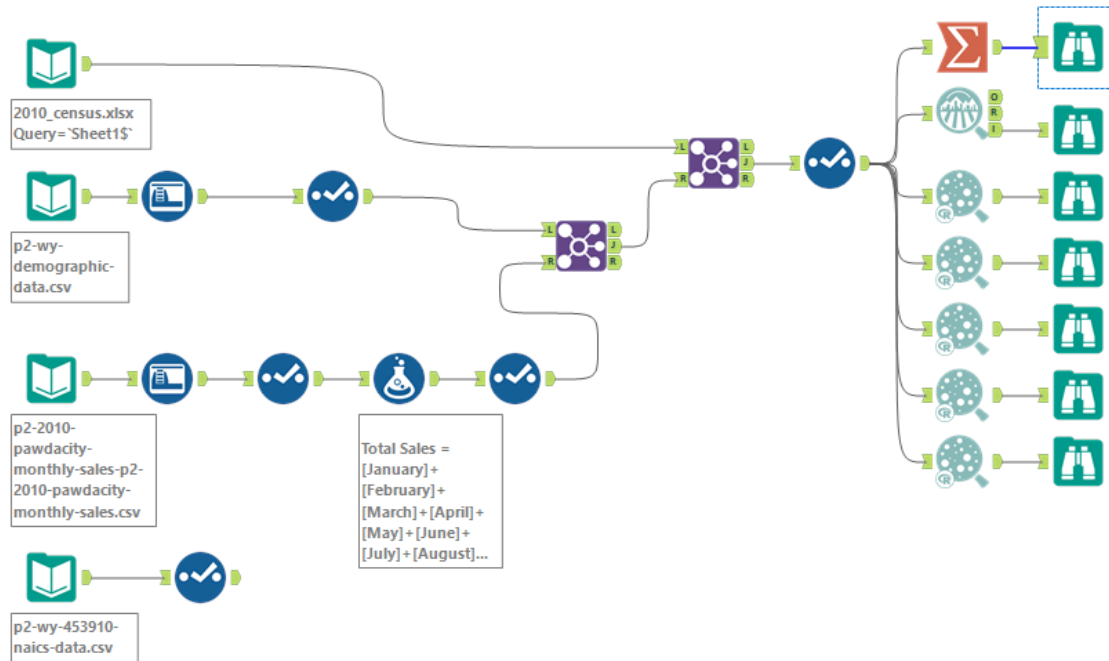 2010_census.xlsx
Query=`Sheet1$`
L
R
L
J
R
O
R
I
p2-wy-
demographic-
data.csv
L
R
L
J
R
R
R
R
R
R
p2-2010-
pawdacity-
monthly-sales-p2-
2010-pawdacity-
monthly-sales.csv
Total Sales =
[January]+
[February]+
[March]+[April]+
[May]+[June]+
[July]+[August]...
p2-wy-453910-
naics-data.csv